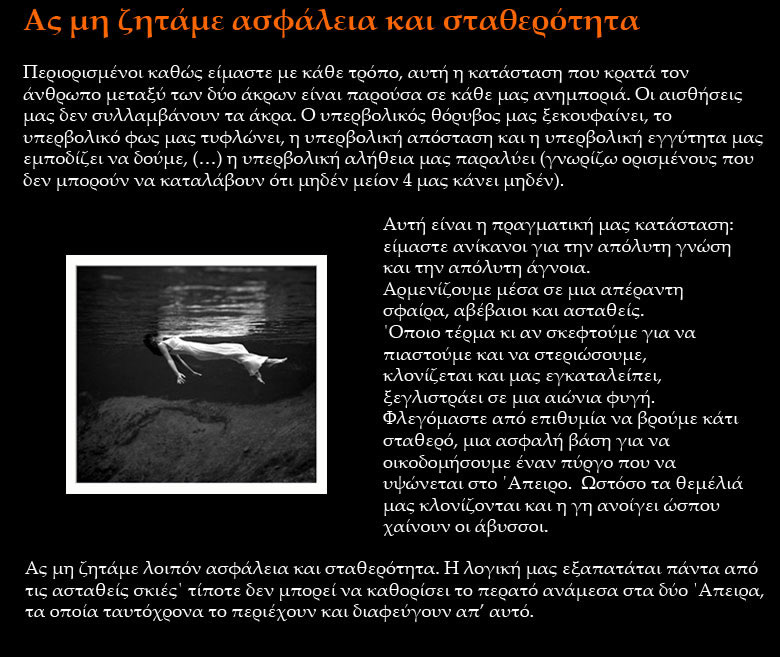 Ας μη ζητάμε ασφάλεια και σταθερότητα
Περιορισμένοι καθώς είμαστε με κάθε τρόπο, αυτή η κατάσταση που κρατά τον
άνθρωπο μεταξύ των δύο άκρων είναι παρούσα σε κάθε μας ανημποριά. Οι αισθήσεις
μας δεν συλλαμβάνουν τα άκρα. Ο υπερβολικός θόρυβος μας ξεκουφαίνει, το
υπερβολικό φως μας τυφλώνει, η υπερβολική απόσταση και η υπερβολική εγγύτητα μας
εμποδίζει να δούμε, (…) η υπερβολική αλήθεια μας παραλύει (γνωρίζω ορισμένους που
δεν μπορούν να καταλάβουν ότι μηδέν μείον 4 μας κάνει μηδέν).
Αυτή είναι η πραγματική μας κατάσταση:
είμαστε ανίκανοι για την απόλυτη γνώση
και την απόλυτη άγνοια.
Αρμενίζουμε μέσα σε μια απέραντη
σφαίρα, αβέβαιοι και ασταθείς.
΄Οποιο τέρμα κι αν σκεφτούμε για να
πιαστούμε και να στεριώσουμε,
κλονίζεται και μας εγκαταλείπει,
ξεγλιστράει σε μια αιώνια φυγή.
Φλεγόμαστε από επιθυμία να βρούμε κάτι
σταθερό, μια ασφαλή βάση για να
οικοδομήσουμε έναν πύργο που να
υψώνεται στο ΄Απειρο. Ωστόσο τα θεμέλιά
μας κλονίζονται και η γη ανοίγει ώσπου
χαίνουν οι άβυσσοι.
Ας μη ζητάμε λοιπόν ασφάλεια και σταθερότητα. Η λογική μας εξαπατάται πάντα από
τις ασταθείς σκιές΄ τίποτε δεν μπορεί να καθορίσει το περατό ανάμεσα στα δύο ΄Απειρα,
τα οποία ταυτόχρονα το περιέχουν και διαφεύγουν απ’ αυτό.